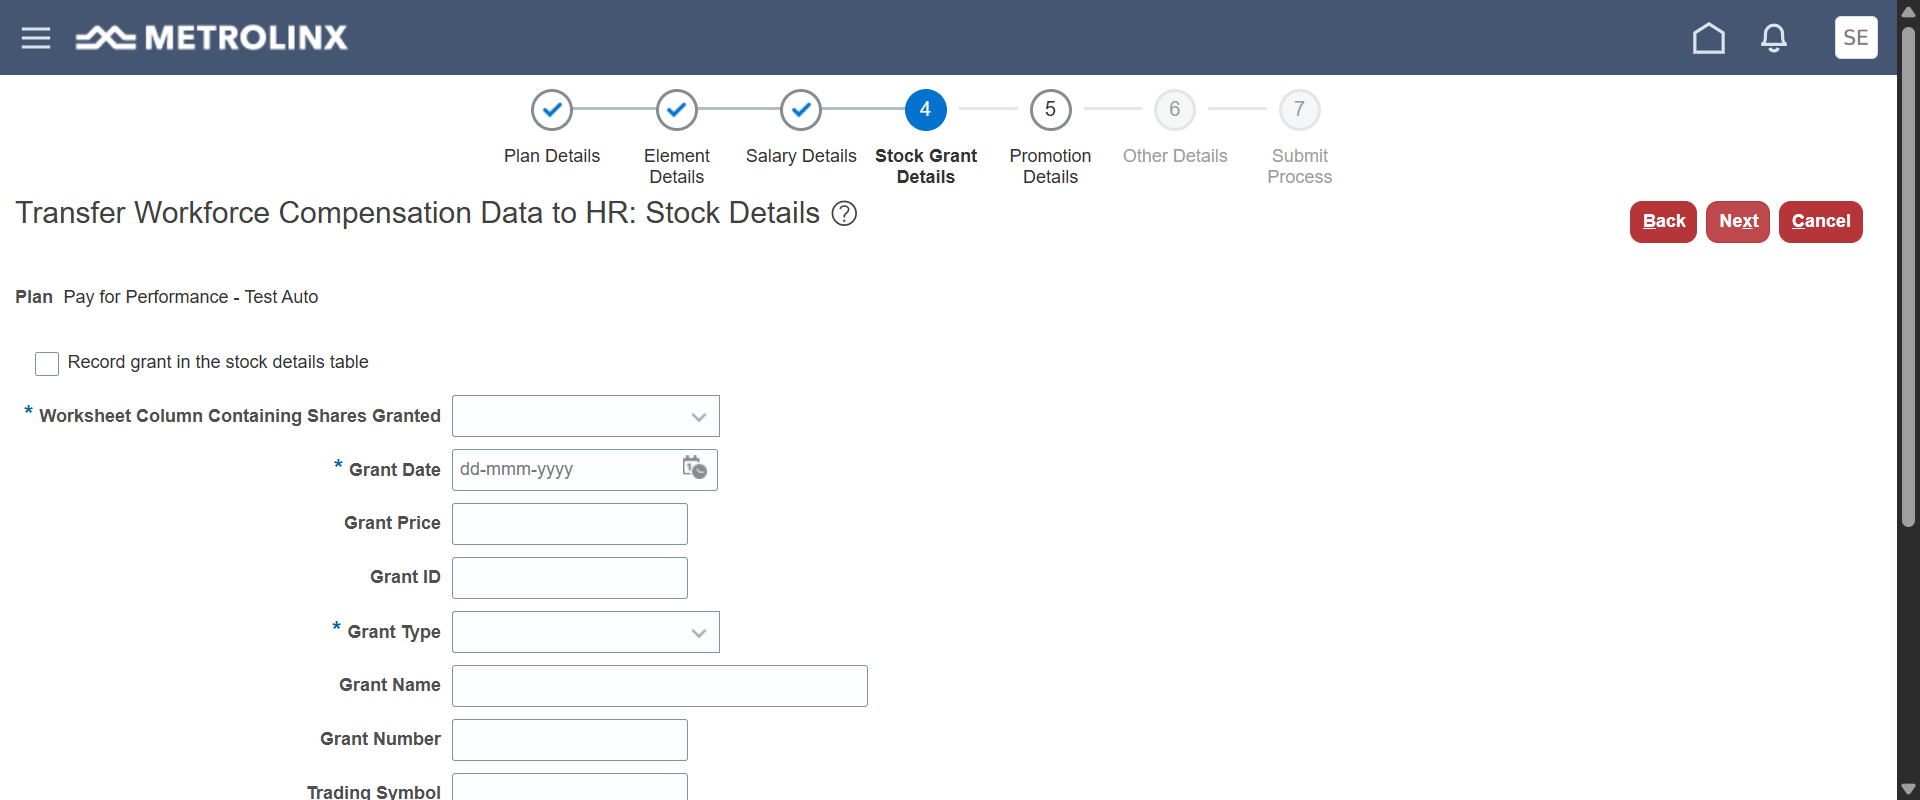 METROLINX
SE
4
5
6
7
Plan Details
Element Details
Salary Details
Stock Grant Details
Promotion Details
Other Details
Submit Process
Transfer Workforce Compensation Data to HR: Stock Details ?
Back
Next
Cancel
Plan Pay for Performance - Test Auto
Record grant in the stock details table
* Worksheet Column Containing Shares Granted
* Grant Date dd-mmm-yyyy
Grant Price
Grant ID
* Grant Type
Grant Name
Grant Number
Trading Symbol